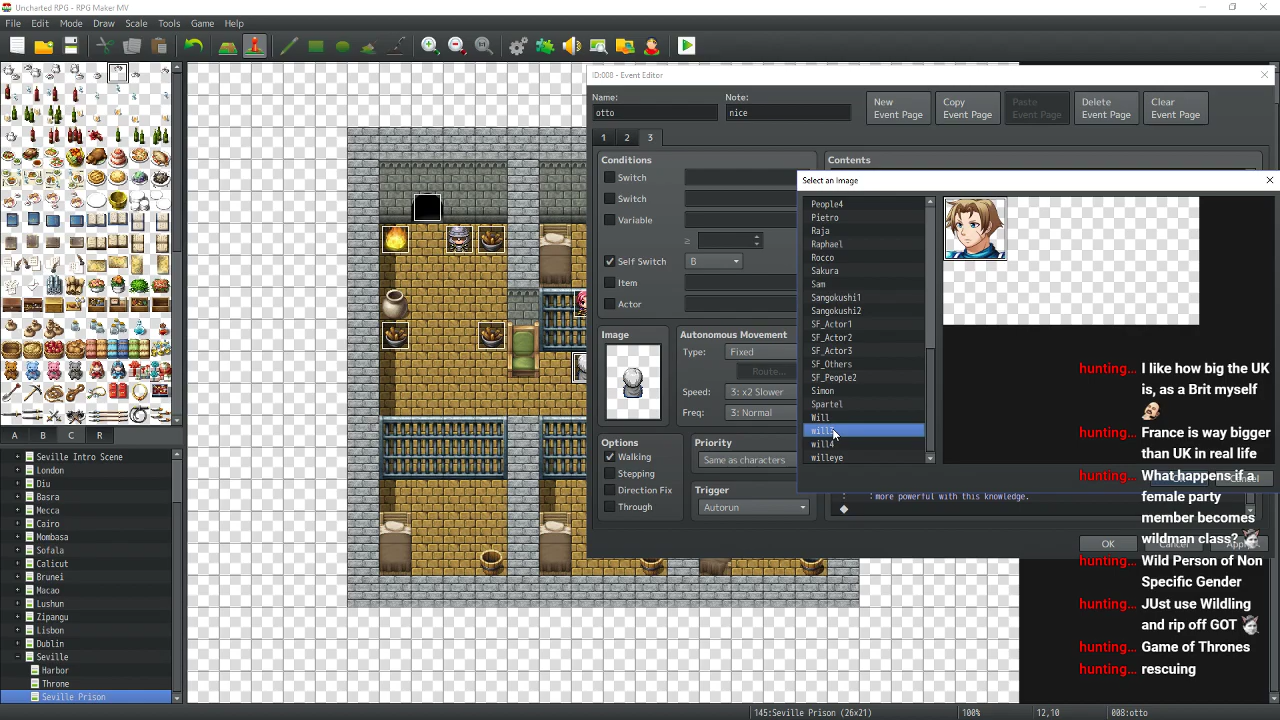 Uncharted RPG - RPG Maker MV
File Edit Mode Draw Scale Tools Game Help
ID:008 - Event Editor
Name: Note:
otto nice
New Event Page
Copy Event Page
Paste Event Page
Delete Event Page
Clear Event Page
1 2 3
Conditions
Switch
Switch
Variable
≥
Self Switch B
Item
Actor
Image
Autonomous Movement
Type: Fixed
Route...
Speed: 3: x2 Slower
Freq: 3: Normal
Options
Walking
Stepping
Direction Fix
Through
Priority
Same as characters
Trigger
Autorun
Contents
Select an Image
People4
Pietro
Raja
Raphael
Rocco
Sakura
Sam
Sangokushi1
Sangokushi2
SF_Actor1
SF_Actor2
SF_Actor3
SF_Others
SF_People2
Simon
Spartel
Will
will4
willeye
: : more powerful with this knowledge.
OK Cancel Apply
hunting... I like how big the UK
is, as a Brit myself
hunting... France is way bigger
than UK in real life
hunting... What happens if a
female party
member becomes
wildman class?
hunting... Wild Person of Non
Specific Gender
hunting... JUst use Wildling
and rip off GOT
hunting... Game of Thrones
hunting... rescuing
A B C R
Seville Intro Scene
London
Diu
Basra
Mecca
Cairo
Mombasa
Sofala
Calicut
Brunei
Macao
Lushun
Zipangu
Lisbon
Dublin
Seville
Harbor
Throne
Seville Prison
145:Seville Prison (26x21) 100% 12,10 008:otto